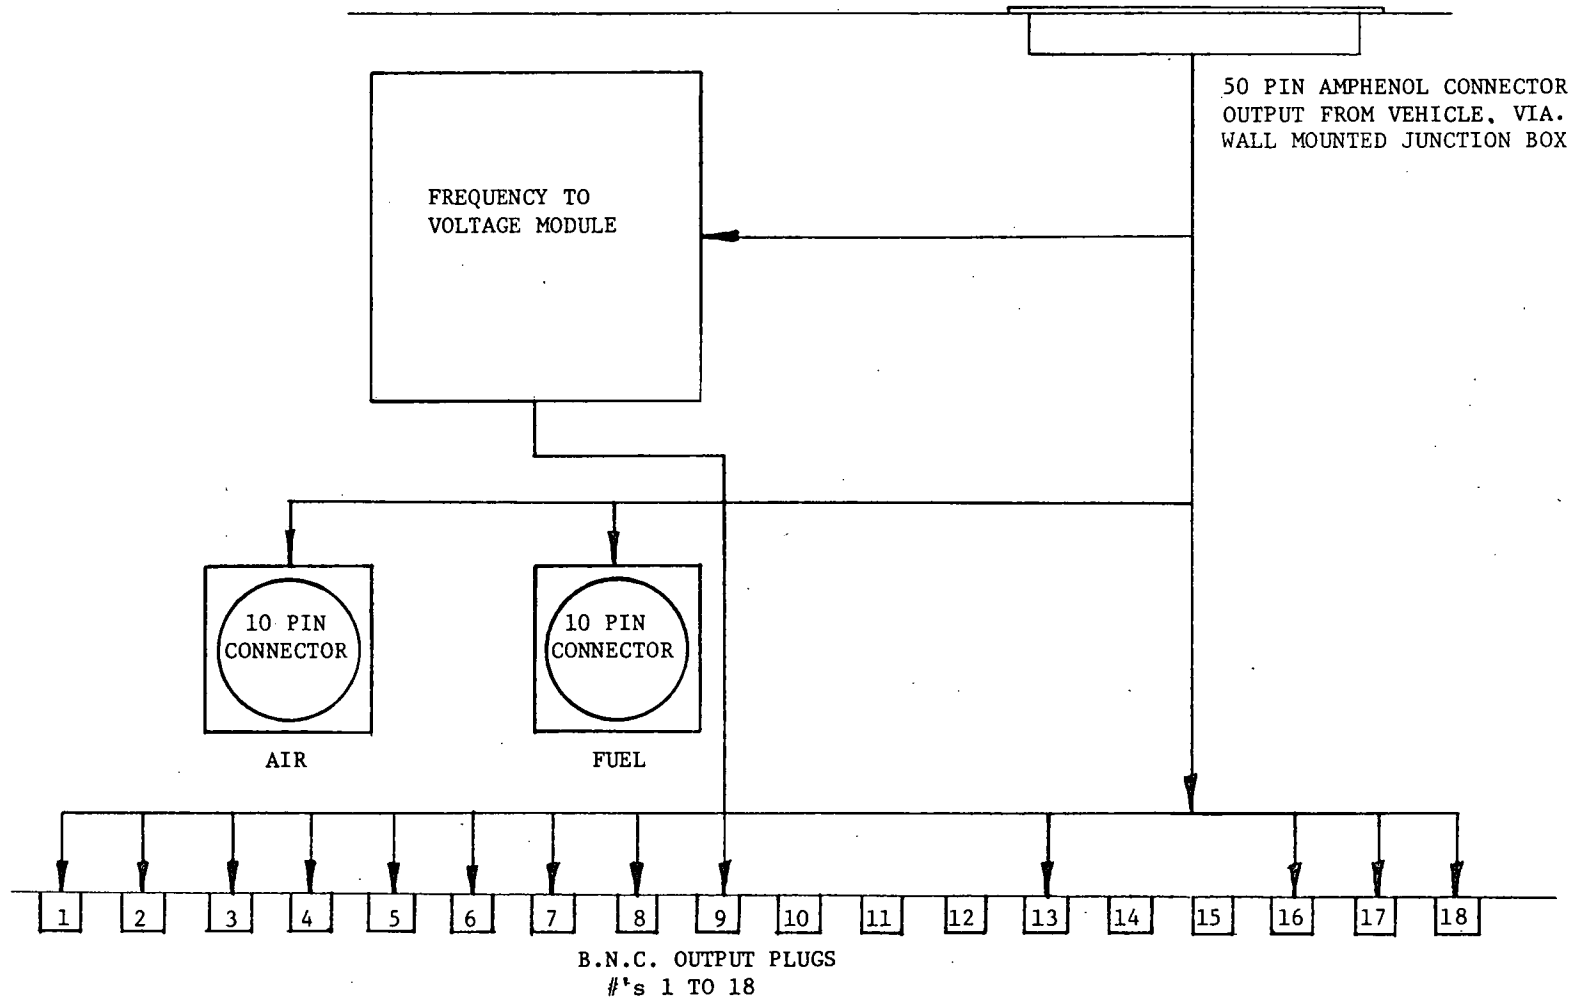 50 PIN AMPHENOL CONNECTOR
OUTPUT FROM VEHICLE, VIA.
WALL MOUNTED JUNCTION BOX
FREQUENCY TO
VOLTAGE MODULE
10 PIN
CONNECTOR
AIR
10 PIN
CONNECTOR
FUEL
1 2 3 4 5 6 7 8 9 10 11 12 13 14 15 16 17 18
B.N.C. OUTPUT PLUGS
#'s 1 TO 18